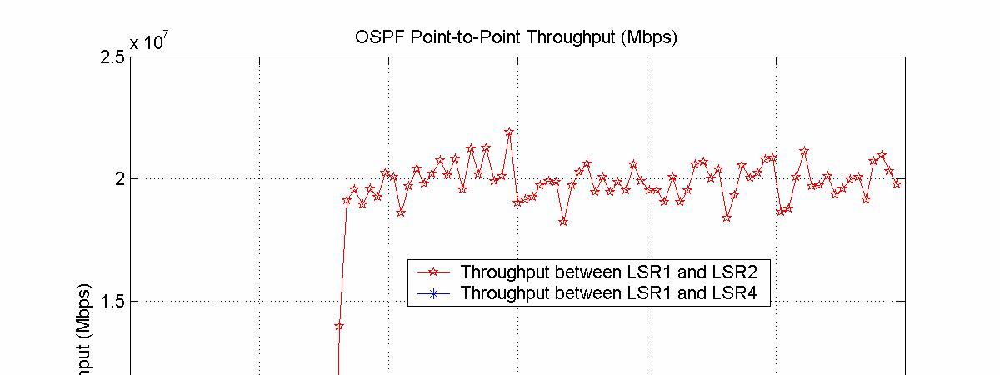 OSPF Point-to-Point Throughput (Mbps)
x 10^7
2.5
2
1.5
Throughput between LSR1 and LSR2
Throughput between LSR1 and LSR4
(Mbps)